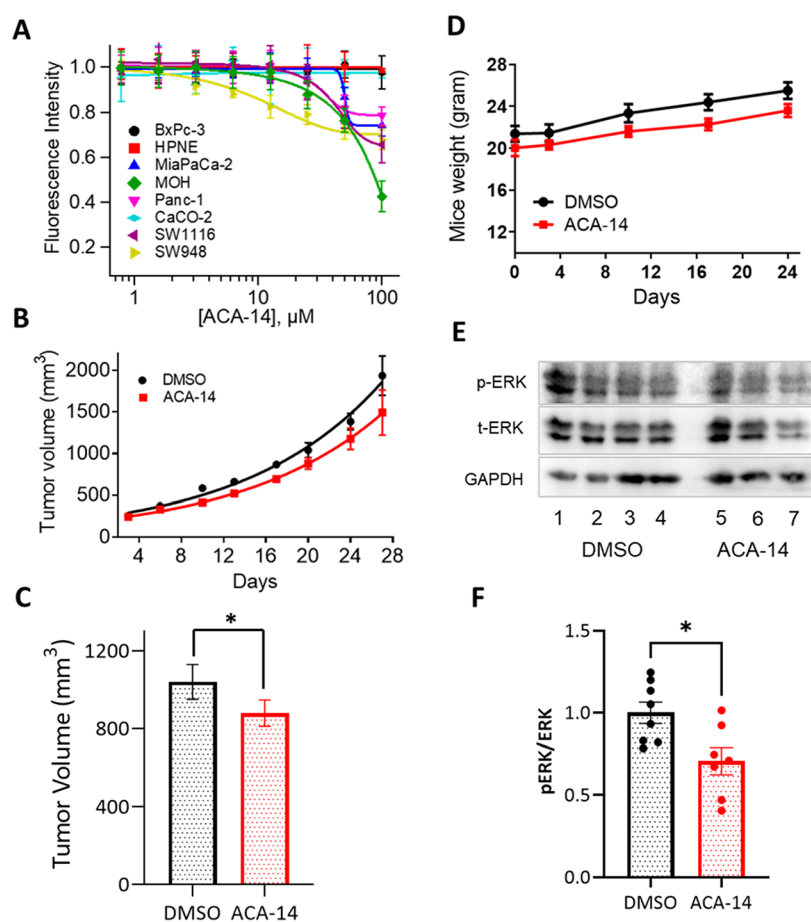 A
Fluorescence Intensity
1.0
0.8
0.6
0.4
0.2
BxPc-3
HPNE
MiaPaCa-2
MOH
Panc-1
CaCO-2
SW1116
SW948
1 10 100
[ACA-14], µM
B
Tumor volume (mm³)
2000
1500
1000
500
0
DMSO
ACA-14
4 8 12 16 20 24 28
Days
C
Tumor Volume (mm³)
1200
800
400
0
*
DMSO ACA-14
D
Mice weight (gram)
28
24
20
16
12
DMSO
ACA-14
0 4 8 12 16 20 24
Days
E
p-ERK
t-ERK
GAPDH
1 2 3 4 5 6 7
DMSO ACA-14
F
pERK/ERK
1.5
1.0
0.5
0.0
*
DMSO ACA-14